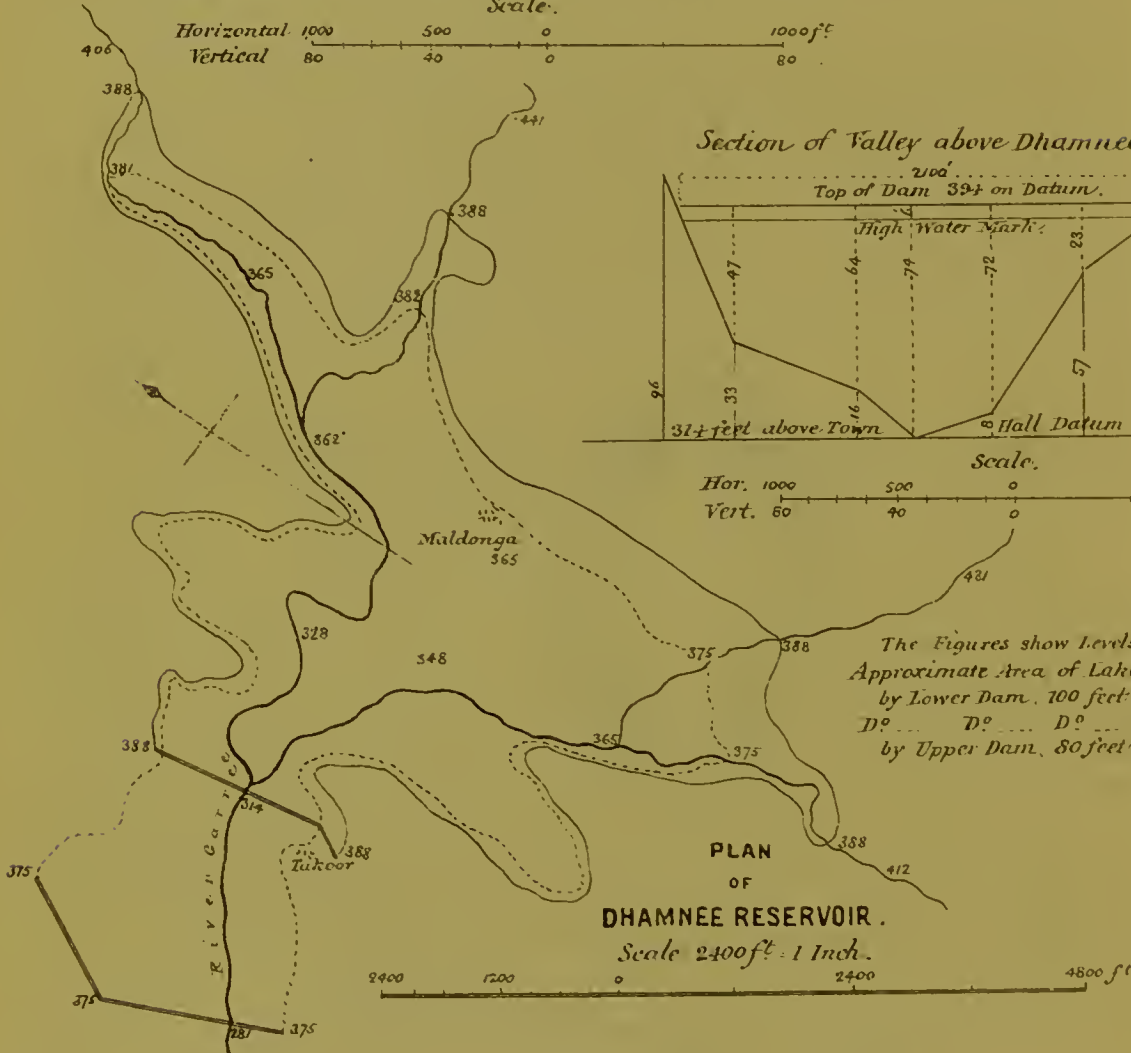 Scale.
Horizontal 1000 500 0 1000 ft
Vertical 80 40 0 80
406
388
441
381
388
365
382
362
Maldonga
365
328
348
375
388
421
365
375
388
314
388
388
412
River Garree
Takoor
375
375
281
375
Section of Valley above Dhamnee
2100'
Top of Dam 394 on Datum.
High Water Mark.
47
64
74
72
23
96
33
16
8
57
314 feet above Town Hall Datum
Scale.
Hor. 1000 500 0
Vert. 80 40 0
The Figures show Levels
Approximate Area of Lake
by Lower Dam, 100 feet
Do .... Do .... Do ....
by Upper Dam, 80 feet
PLAN
OF
DHAMNEE RESERVOIR.
Scale 2400 ft : 1 Inch.
2400 1200 0 2400 4800 ft